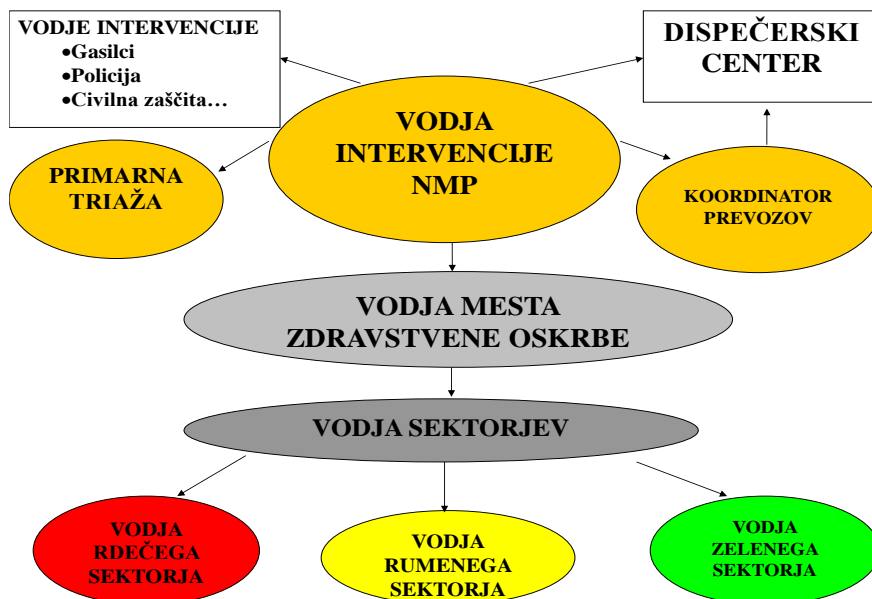 VODJE INTERVENCIJE
•Gasilci
•Policija
•Civilna zaščita…
DISPEČERSKI
CENTER
VODJA
INTERVENCIJE
NMP
PRIMARNA
TRIAŽA
KOORDINATOR
PREVOZOV
VODJA MESTA
ZDRAVSTVENE OSKRBE
VODJA SEKTORJEV
VODJA
RDEČEGA
SEKTORJA
VODJA
RUMENEGA
SEKTORJA
VODJA
ZELENEGA
SEKTORJA